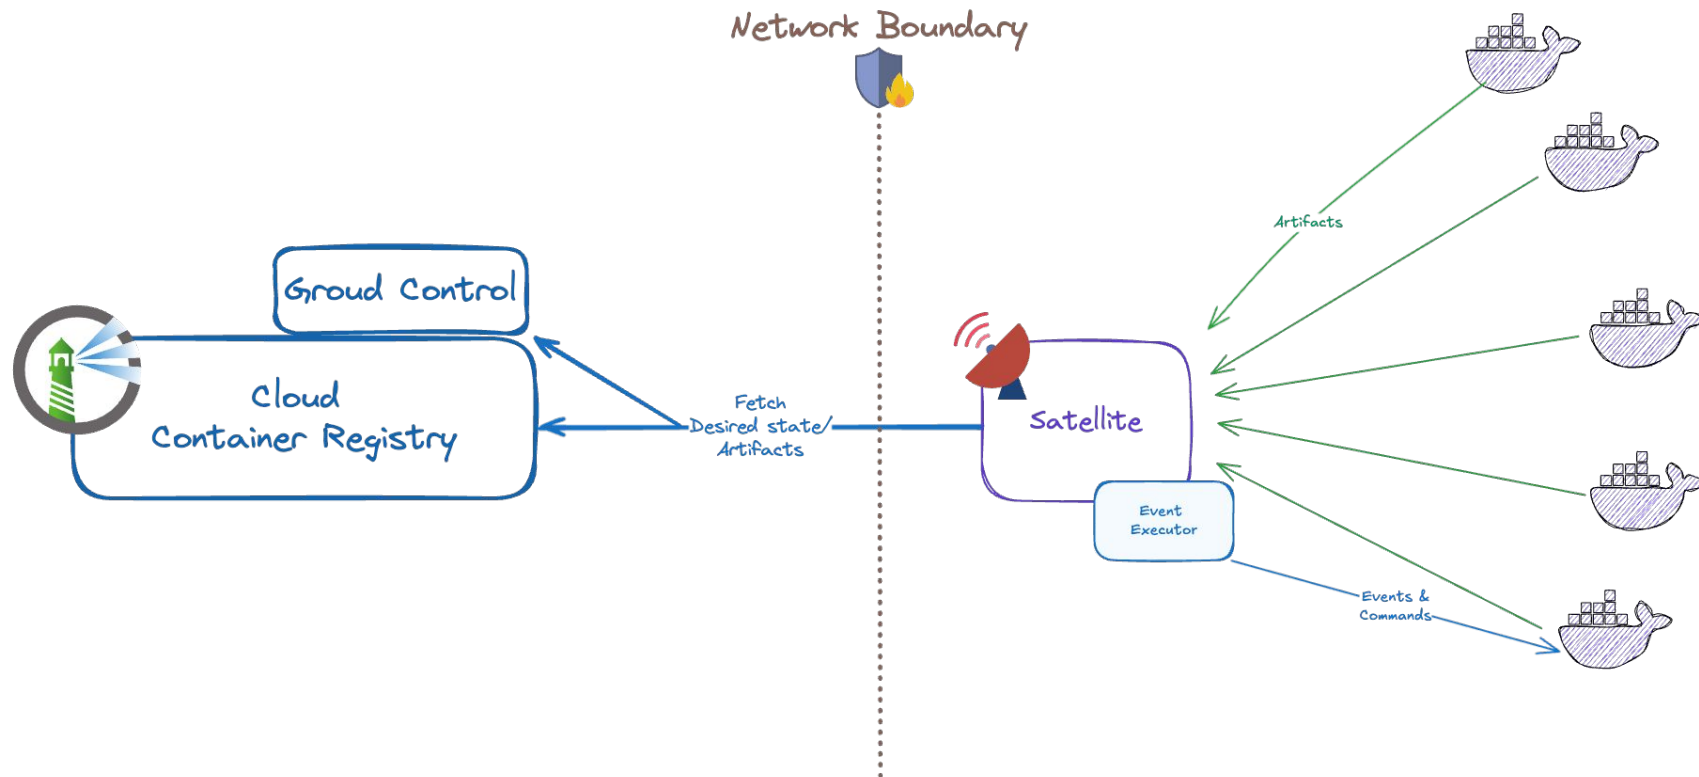 Network Boundary
Groud Control
Cloud
Container Registry
Fetch
Desired state/
Artifacts
Satellite
Event
Executor
Artifacts
Events &
Commands